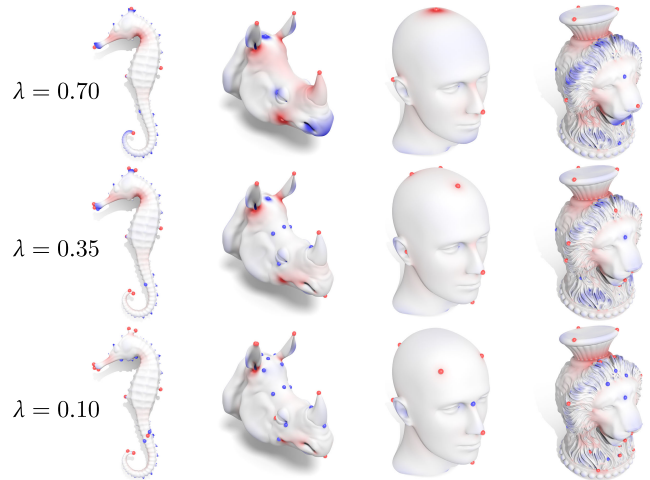 λ = 0.70
λ = 0.35
λ = 0.10